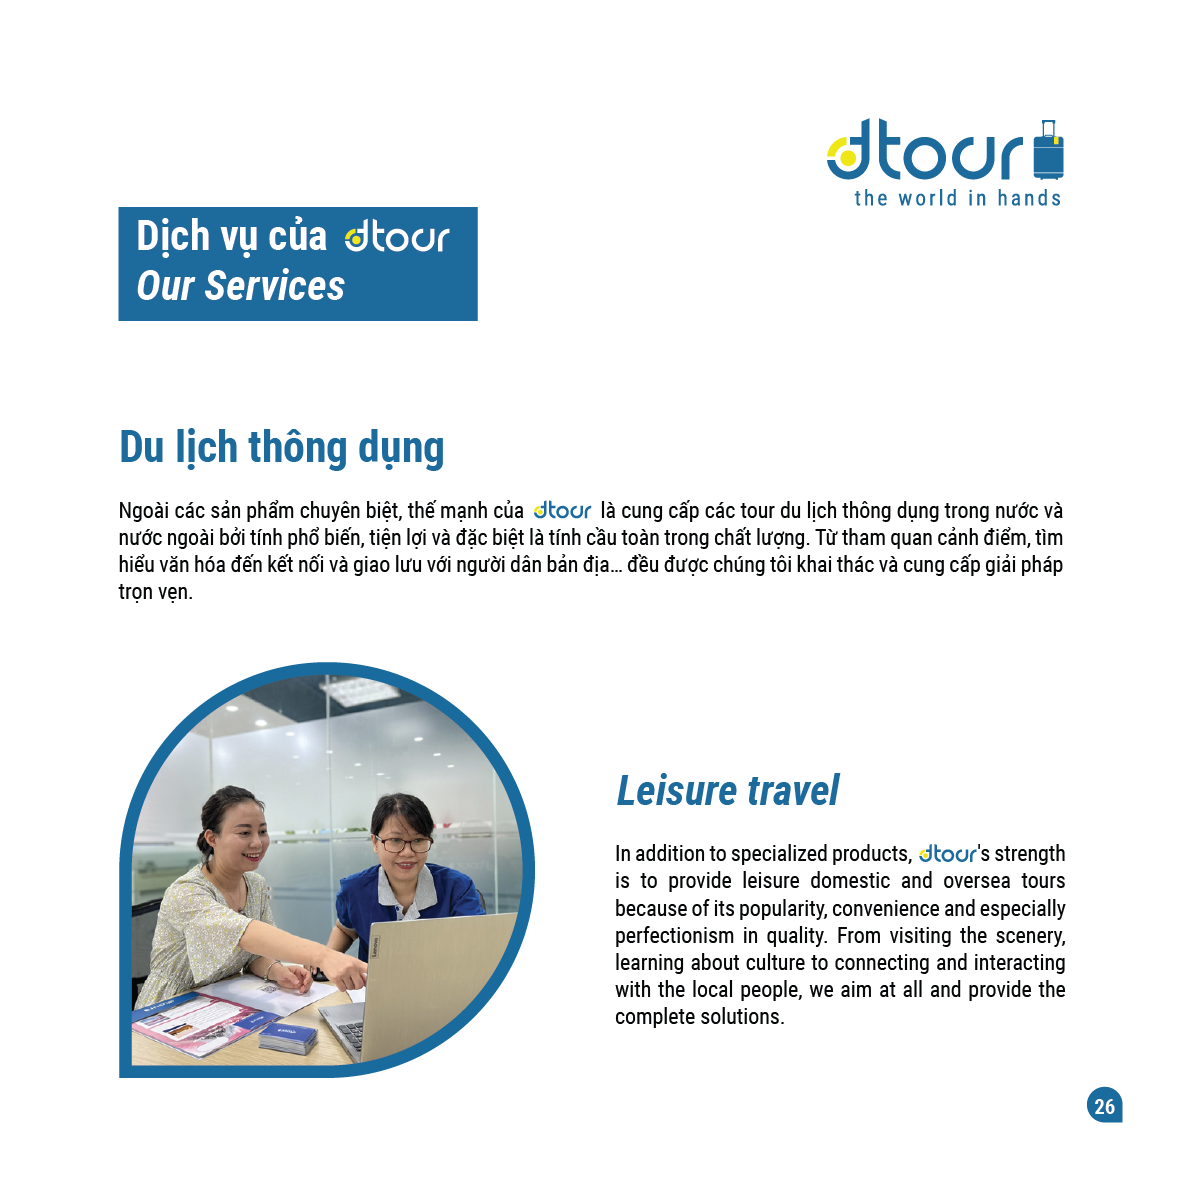 dtour
the world in hands
Dịch vụ của dtour
Our Services
Du lịch thông dụng
Ngoài các sản phẩm chuyên biệt, thế mạnh của dtour là cung cấp các tour du lịch thông dụng trong nước và
nước ngoài bởi tính phổ biến, tiện lợi và đặc biệt là tính cầu toàn trong chất lượng. Từ tham quan cảnh điểm, tìm
hiểu văn hóa đến kết nối và giao lưu với người dân bản địa... đều được chúng tôi khai thác và cung cấp giải pháp
trọn vẹn.
Leisure travel
In addition to specialized products, dtour's strength
is to provide leisure domestic and oversea tours
because of its popularity, convenience and especially
perfectionism in quality. From visiting the scenery,
learning about culture to connecting and interacting
with the local people, we aim at all and provide the
complete solutions.
Lenovo
26